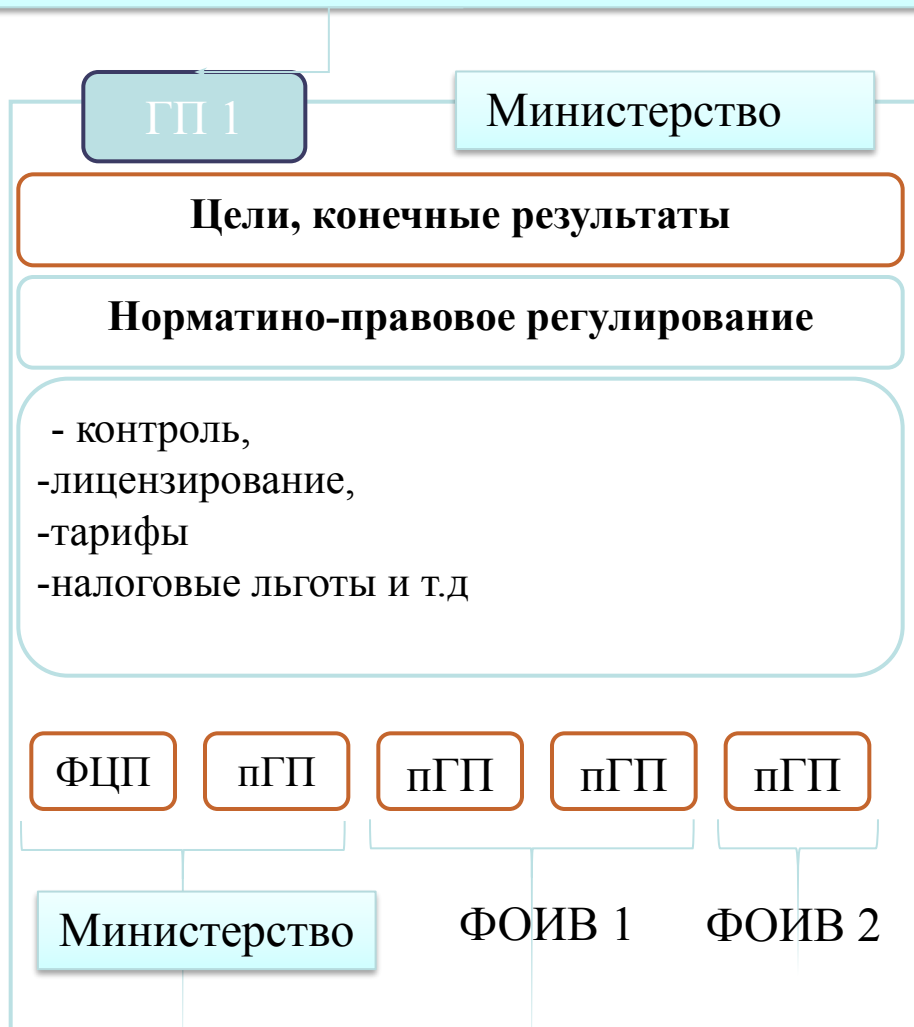 ГП 1
Министерство
Цели, конечные результаты
Норматино-правовое регулирование
- контроль,
-лицензирование,
-тарифы
-налоговые льготы и т.д
ФЦП
пГП
пГП
пГП
пГП
Министерство
ФОИВ 1
ФОИВ 2